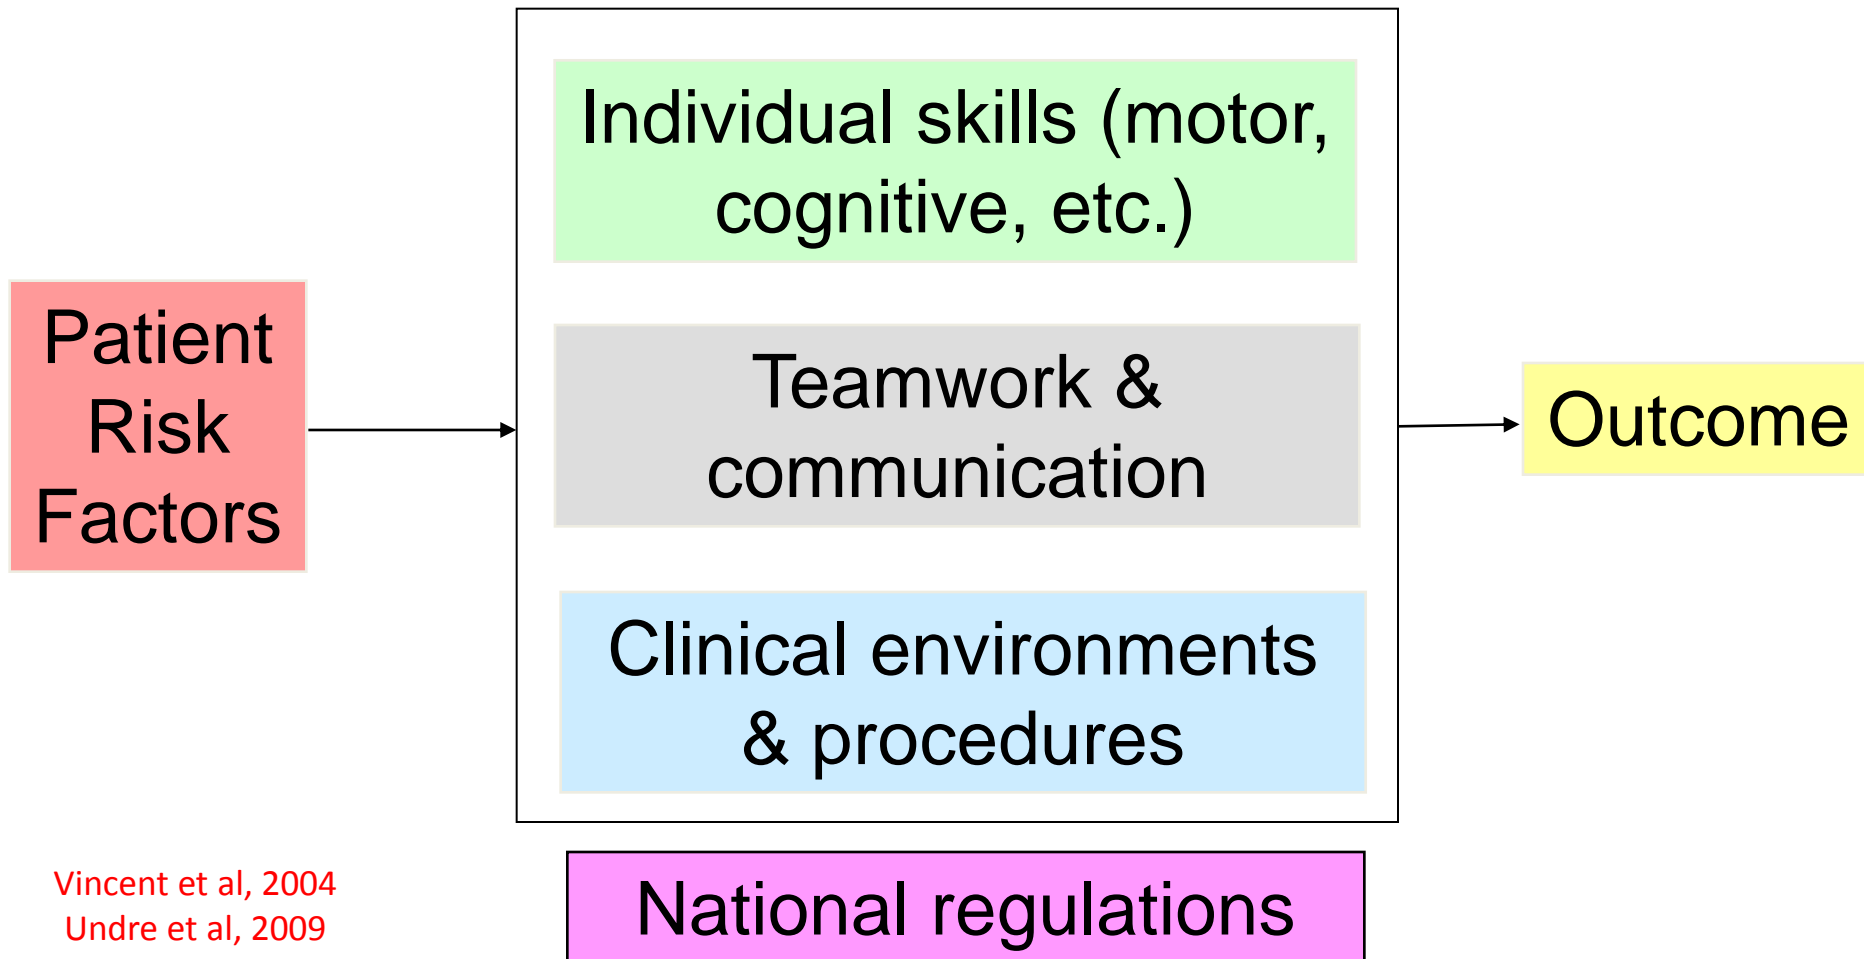 Individual skills (motor,
cognitive, etc.)
Patient
Risk
Factors
Teamwork &
communication
Outcome
Clinical environments
& procedures
National regulations
Vincent et al, 2004
Undre et al, 2009